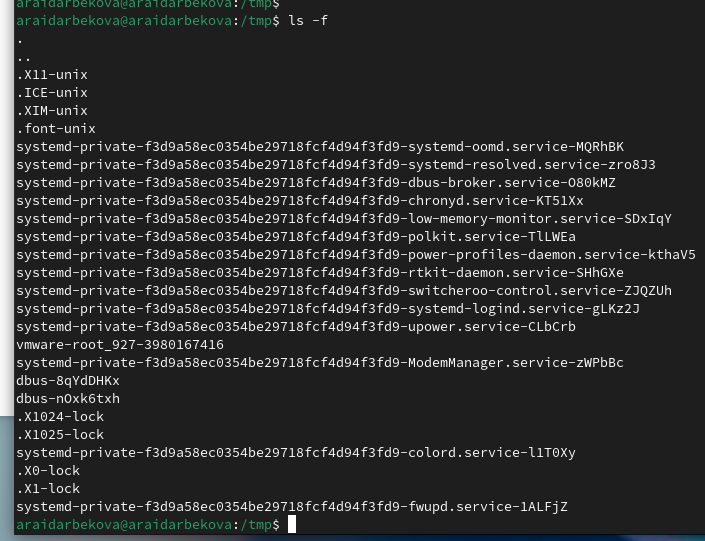 araidarbekova@araidarbekova:/tmp$
araidarbekova@araidarbekova:/tmp$ ls -f
.
..
.X11-unix
.ICE-unix
.XIM-unix
.font-unix
systemd-private-f3d9a58ec0354be29718fcf4d94f3fd9-systemd-oomd.service-MQRhBK
systemd-private-f3d9a58ec0354be29718fcf4d94f3fd9-systemd-resolved.service-zro8J3
systemd-private-f3d9a58ec0354be29718fcf4d94f3fd9-dbus-broker.service-O80kMZ
systemd-private-f3d9a58ec0354be29718fcf4d94f3fd9-chronyd.service-KT51Xx
systemd-private-f3d9a58ec0354be29718fcf4d94f3fd9-low-memory-monitor.service-SDxIqY
systemd-private-f3d9a58ec0354be29718fcf4d94f3fd9-polkit.service-TlLWEa
systemd-private-f3d9a58ec0354be29718fcf4d94f3fd9-power-profiles-daemon.service-kthaV5
systemd-private-f3d9a58ec0354be29718fcf4d94f3fd9-rtkit-daemon.service-SHhGXe
systemd-private-f3d9a58ec0354be29718fcf4d94f3fd9-switcheroo-control.service-ZJQZUh
systemd-private-f3d9a58ec0354be29718fcf4d94f3fd9-systemd-logind.service-gLKz2J
systemd-private-f3d9a58ec0354be29718fcf4d94f3fd9-upower.service-CLbCrb
vmware-root_927-3980167416
systemd-private-f3d9a58ec0354be29718fcf4d94f3fd9-ModemManager.service-zWPbBc
dbus-8qYdDHKx
dbus-nOxk6txh
.X1024-lock
.X1025-lock
systemd-private-f3d9a58ec0354be29718fcf4d94f3fd9-colord.service-l1T0Xy
.X0-lock
.X1-lock
systemd-private-f3d9a58ec0354be29718fcf4d94f3fd9-fwupd.service-1ALFjZ
araidarbekova@araidarbekova:/tmp$